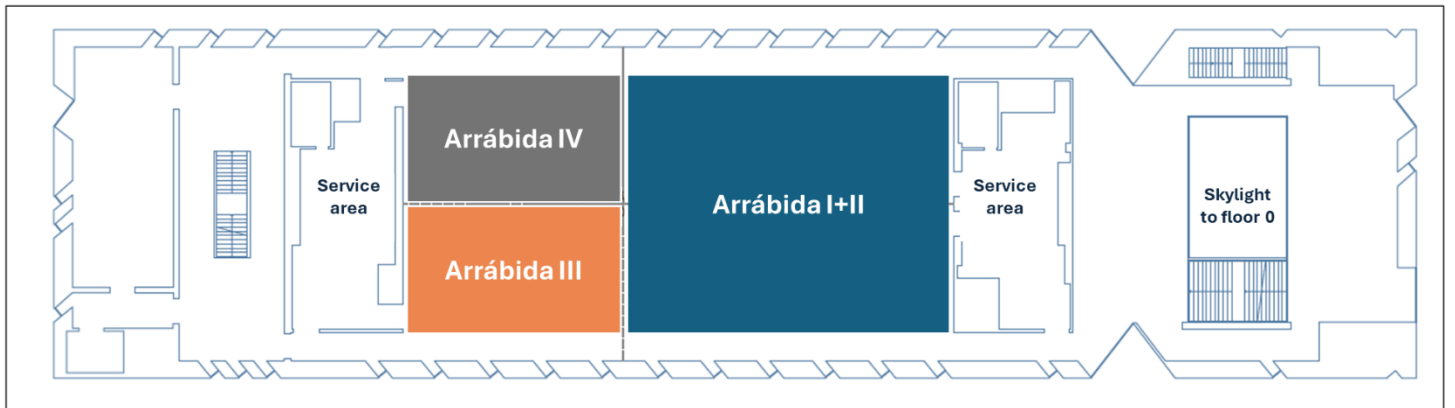 Arrábida IV
Service
area
Arrábida III
Arrábida I+II
Service
area
Skylight
to floor 0